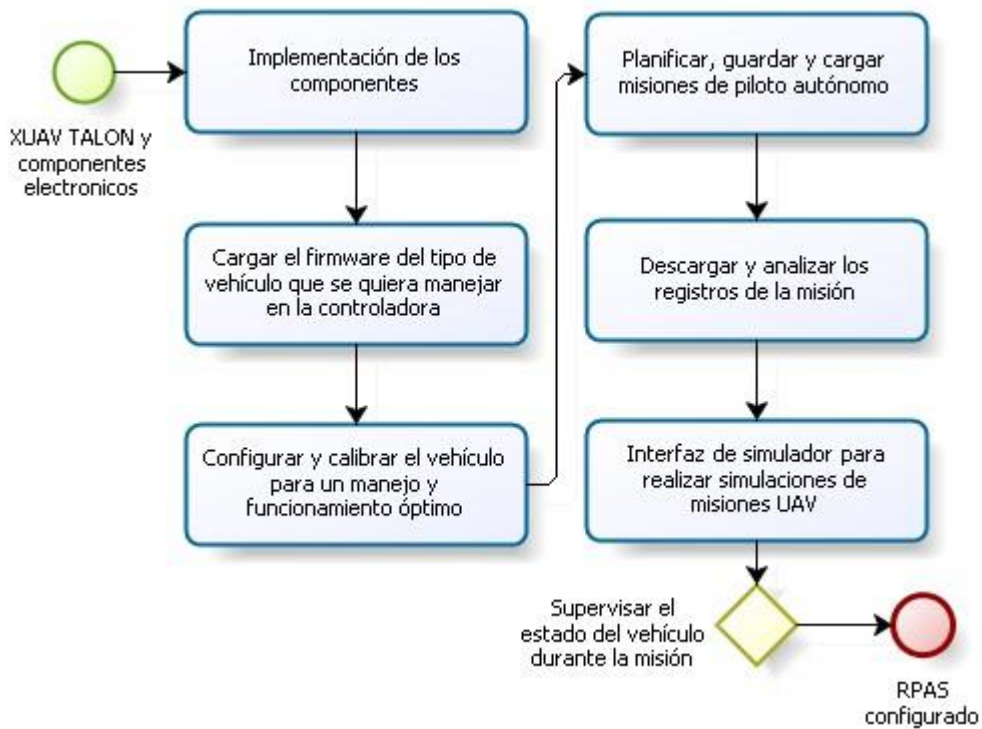 XUAV TALON y
componentes
electronicos
Implementación de los
componentes
Cargar el firmware del tipo de
vehículo que se quiera manejar
en la controladora
Configurar y calibrar el vehículo
para un manejo y
funcionamiento óptimo
Planificar, guardar y cargar
misiones de piloto autónomo
Descargar y analizar los
registros de la misión
Interfaz de simulador para
realizar simulaciones de
misiones UAV
Supervisar el
estado del vehículo
durante la misión
RPAS
configurado